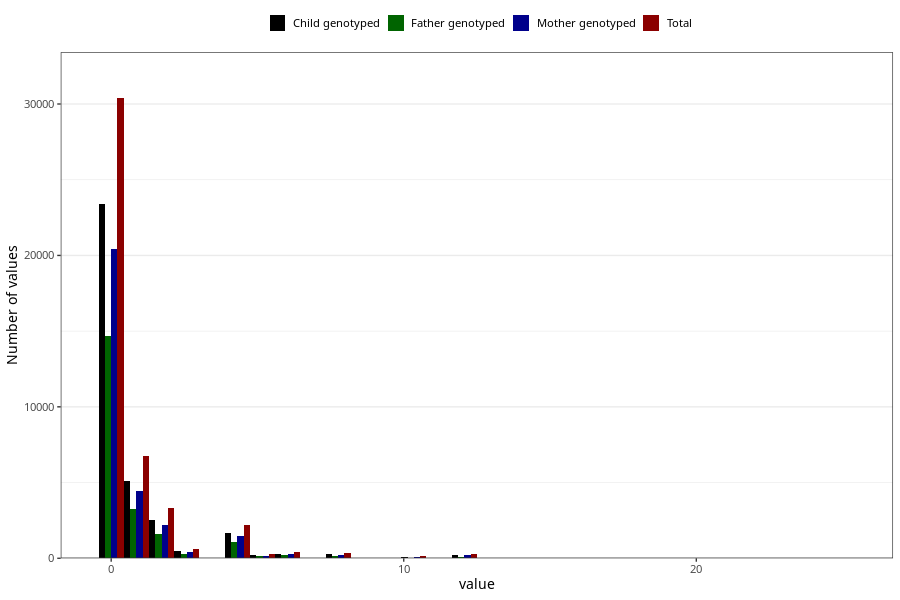 Child genotyped Father genotyped Mother genotyped Total
30000
20000
10000
0
Number of values
0 10 20
value